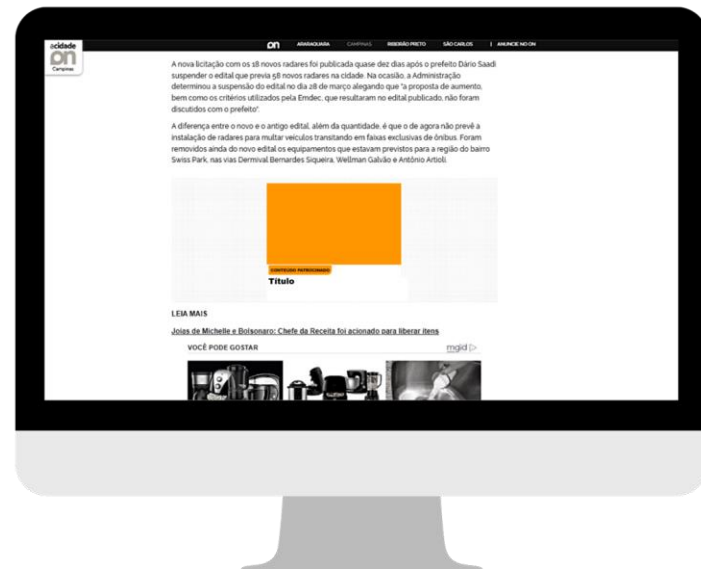 acidade
on
Campinas
on ARARAQUARA CAMPINAS RIBEIRÃO PRETO SÃO CARLOS | ANUNCIE NO ON
A nova licitação com os 18 novos radares foi publicada quase dez dias após o prefeito Dário Saadi
suspender o edital que previa 58 novos radares na cidade. Na ocasião, a Administração
determinou a suspensão do edital no dia 28 de março alegando que "a proposta de aumento,
bem como os critérios utilizados pela Emdec, que resultaram no edital publicado, não foram
discutidos com o prefeito".
A diferença entre o novo e o antigo edital, além da quantidade, é que o de agora não prevê a
instalação de radares para multar veículos transitando em faixas exclusivas de ônibus. Foram
removidos ainda do novo edital os equipamentos que estavam previstos para a região do bairro
Swiss Park, nas vias Dermival Bernardes Siqueira, Wellman Galvão e Antônio Artioli.
CONTEÚDO PATROCINADO
Título
LEIA MAIS
Joias de Michelle e Bolsonaro: Chefe da Receita foi acionado para liberar itens
VOCÊ PODE GOSTAR
mgid